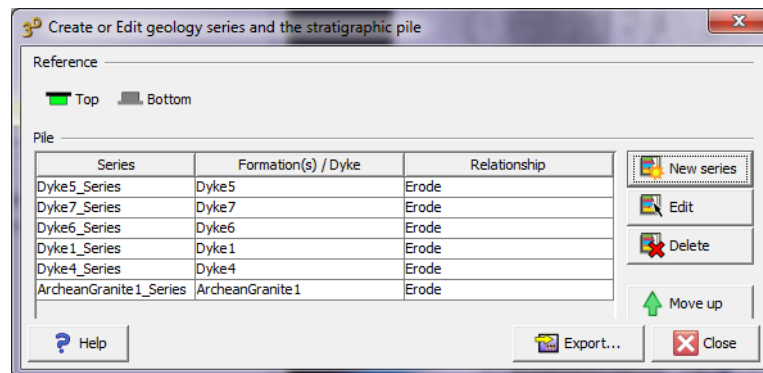 3D Create or Edit geology series and the stratigraphic pile
Reference
Top Bottom
Pile
Series Formation(s) / Dyke Relationship
Dyke5_Series Dyke5 Erode
Dyke7_Series Dyke7 Erode
Dyke6_Series Dyke6 Erode
Dyke1_Series Dyke1 Erode
Dyke4_Series Dyke4 Erode
ArcheanGranite1_Series ArcheanGranite1 Erode
New series
Edit
Delete
Move up
Help Export... Close